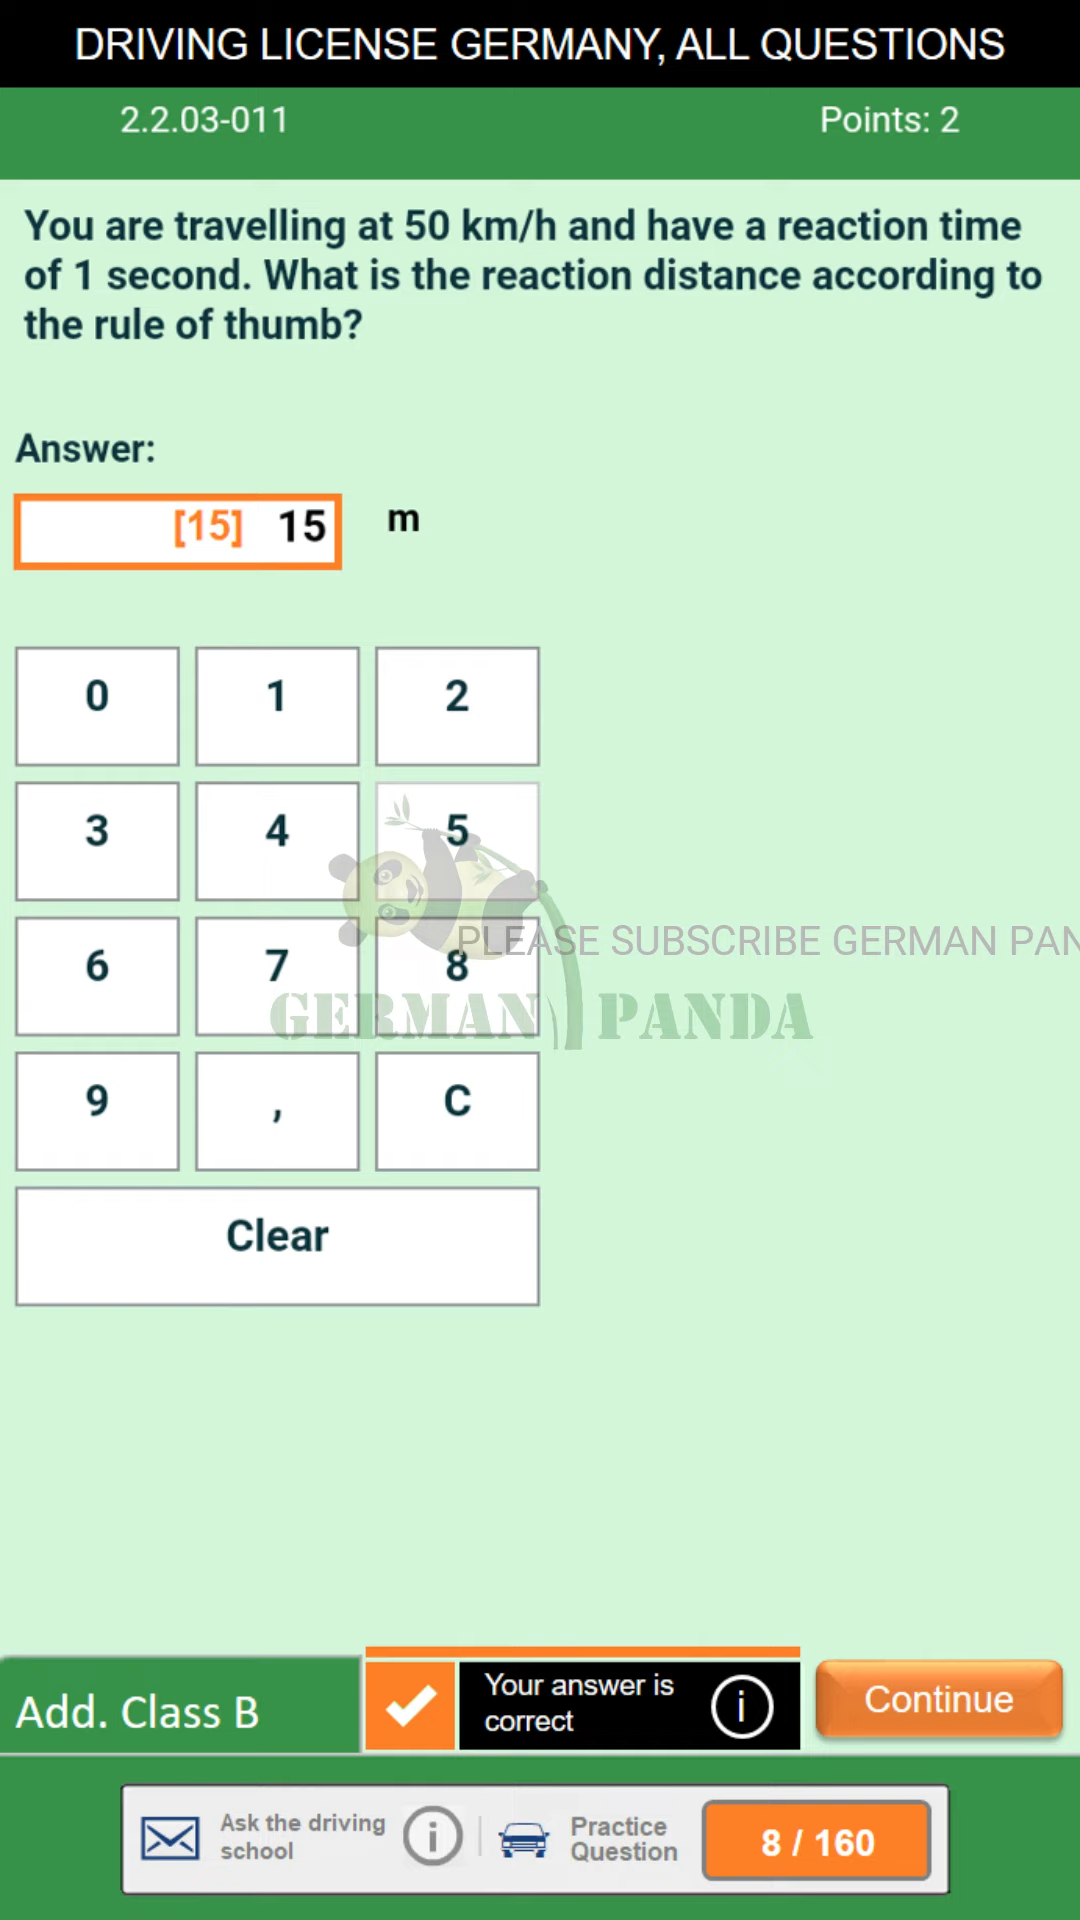 DRIVING LICENSE GERMANY, ALL QUESTIONS
2.2.03-011 Points: 2
You are travelling at 50 km/h and have a reaction time
of 1 second. What is the reaction distance according to
the rule of thumb?
Answer:
[15] 15 m
0 1 2
3 4 5
6 7 8
PLEASE SUBSCRIBE GERMAN PAN
GERMAN PANDA
9 , C
Clear
Add. Class B
Your answer is
correct
i
Continue
Ask the driving
school
i
Practice
Question
8 / 160